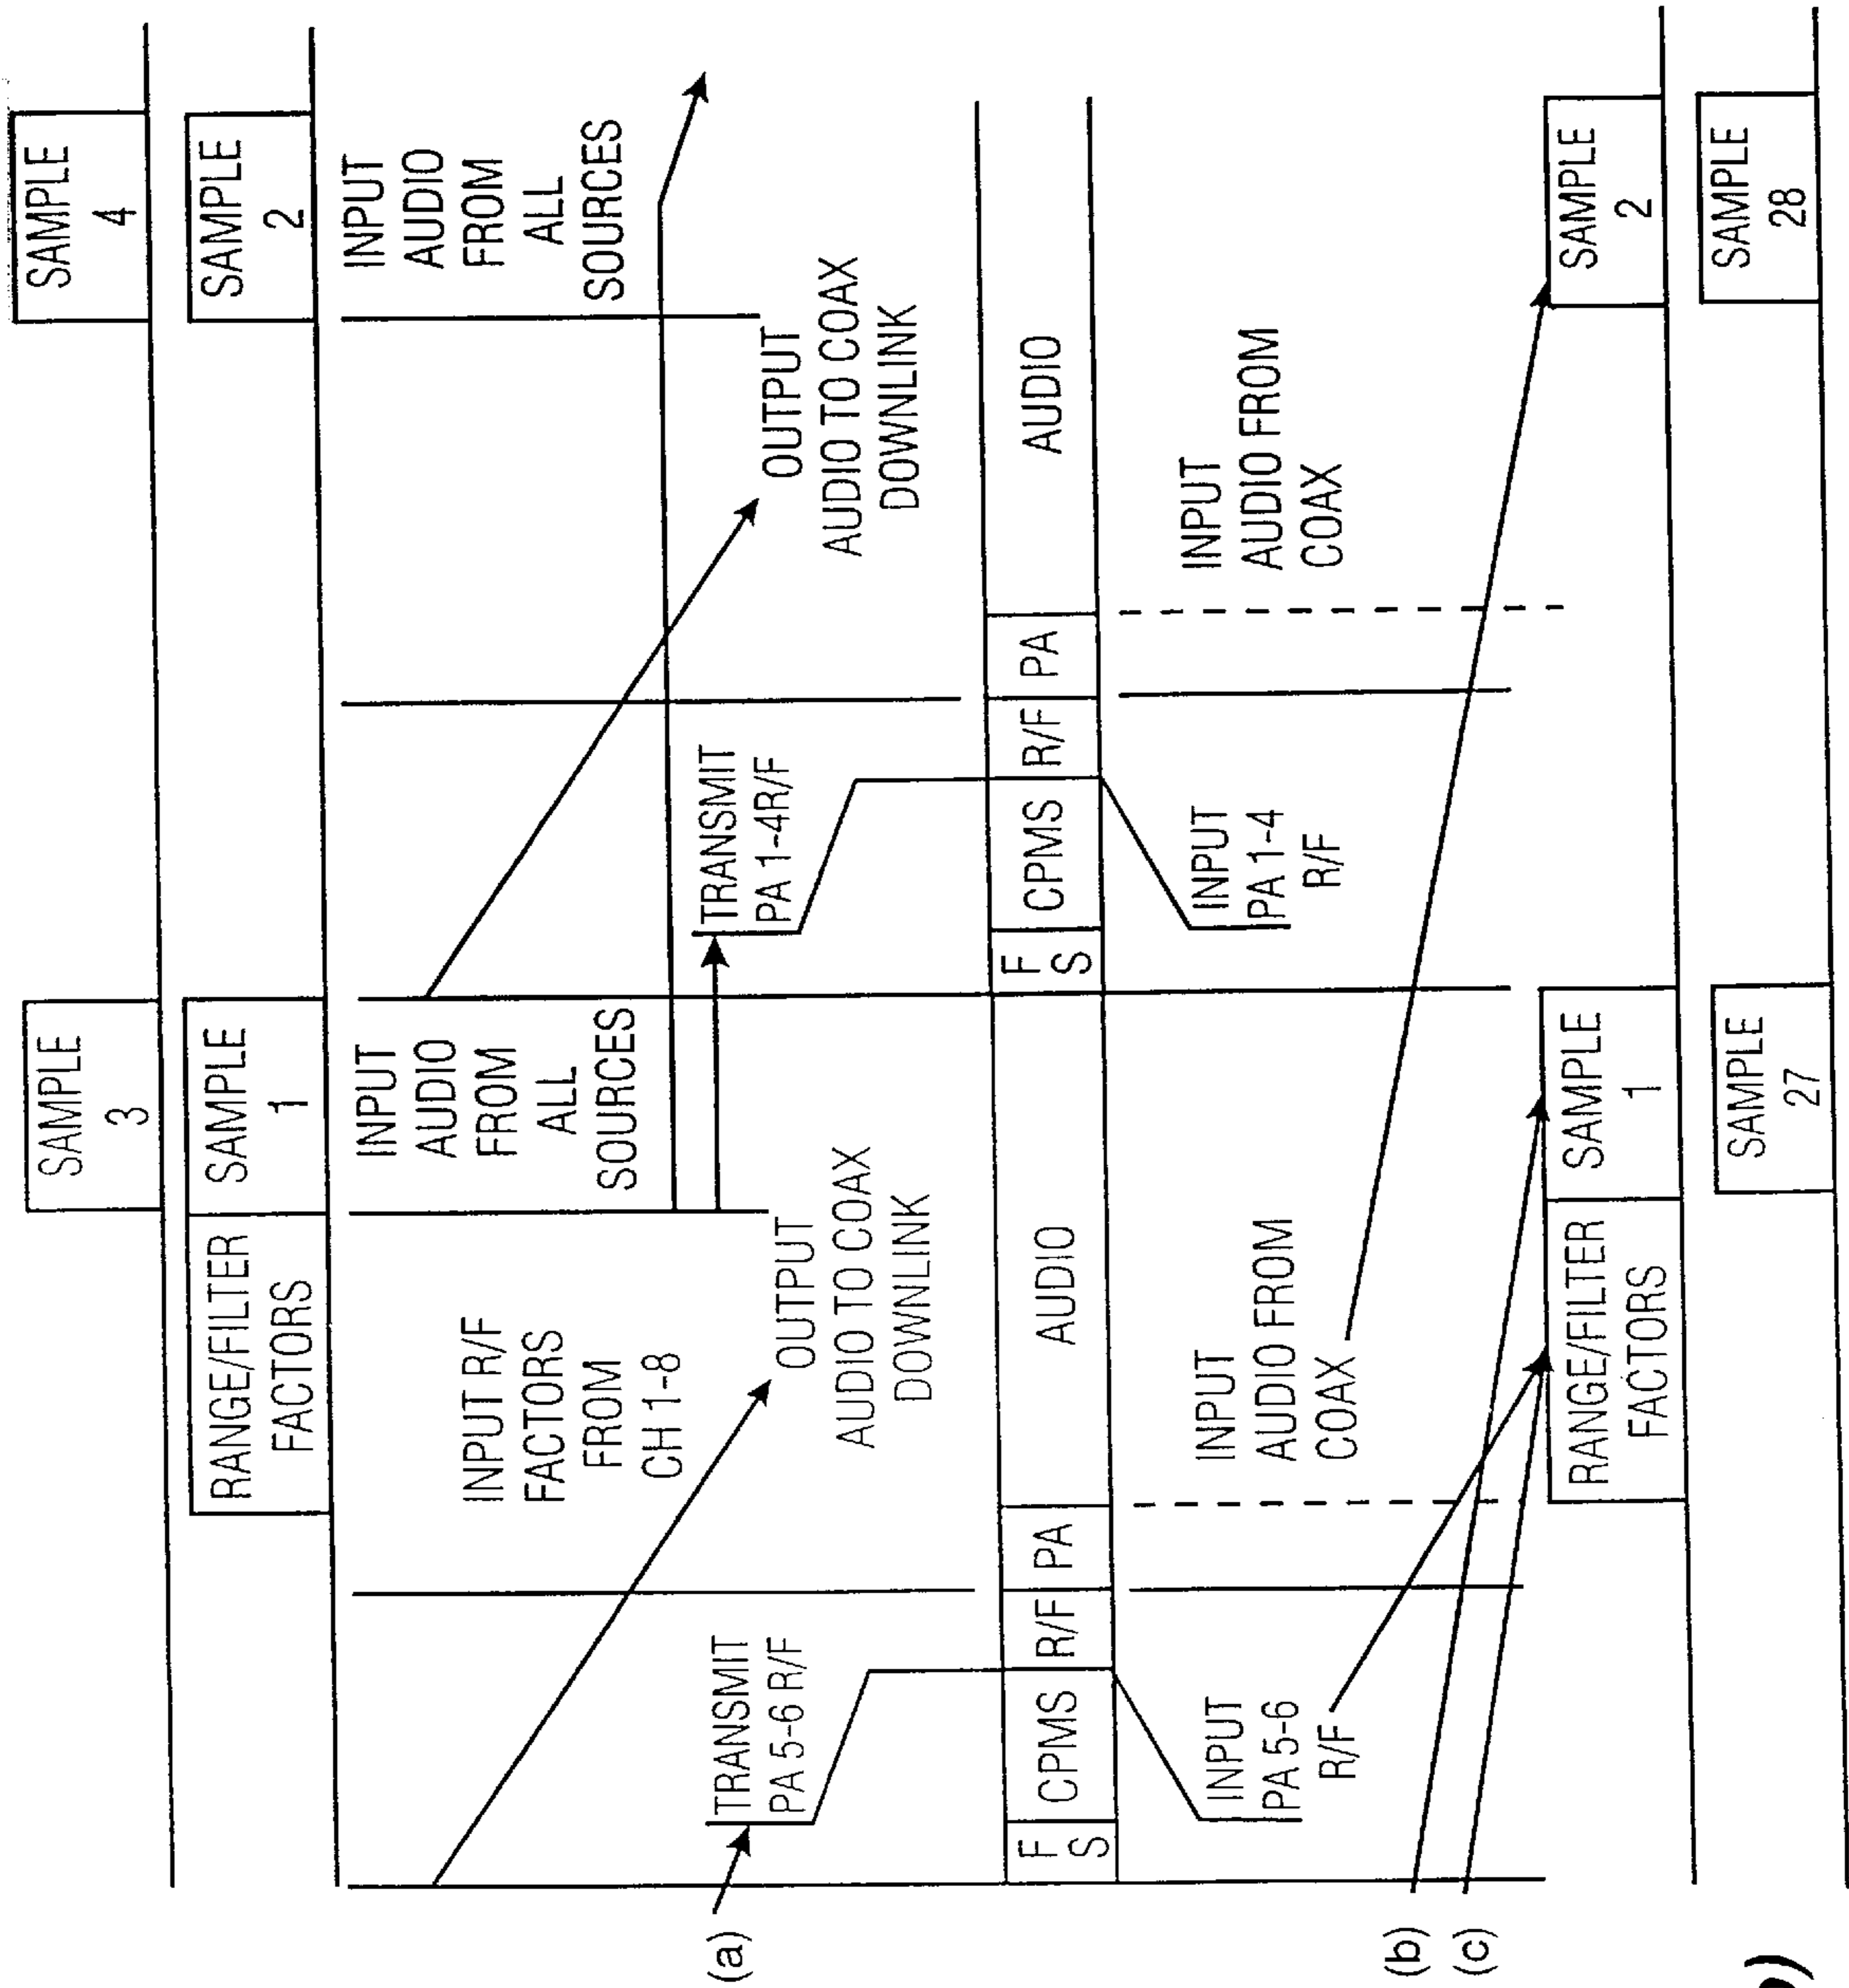 SAMPLE
3
SAMPLE
4
RANGE/FILTER
FACTORS
SAMPLE
1
SAMPLE
2
INPUT R/F
FACTORS
FROM
CH 1-8
INPUT
AUDIO
FROM
ALL
SOURCES
INPUT
AUDIO
FROM
ALL
SOURCES
(a)
TRANSMIT
PA 5-6 R/F
OUTPUT
AUDIO TO COAX
DOWNLINK
TRANSMIT
PA 1-4R/F
OUTPUT
AUDIO TO COAX
DOWNLINK
F
S
CPMS
R/F
PA
AUDIO
F
S
CPMS
R/F
PA
AUDIO
INPUT
PA 5-6
R/F
INPUT
AUDIO FROM
COAX
INPUT
PA 1-4
R/F
INPUT
AUDIO FROM
COAX
(b)
(c)
RANGE/FILTER
FACTORS
SAMPLE
1
SAMPLE
2
SAMPLE
27
SAMPLE
28